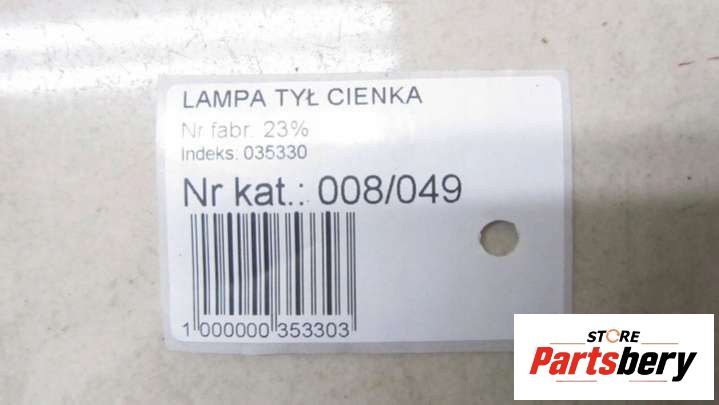 LAMPA TYŁ CIENKA
Nr fabr. 23%
Indeks: 035330
Nr kat.: 008/049
1 000000 353303
STORE
Partsbery